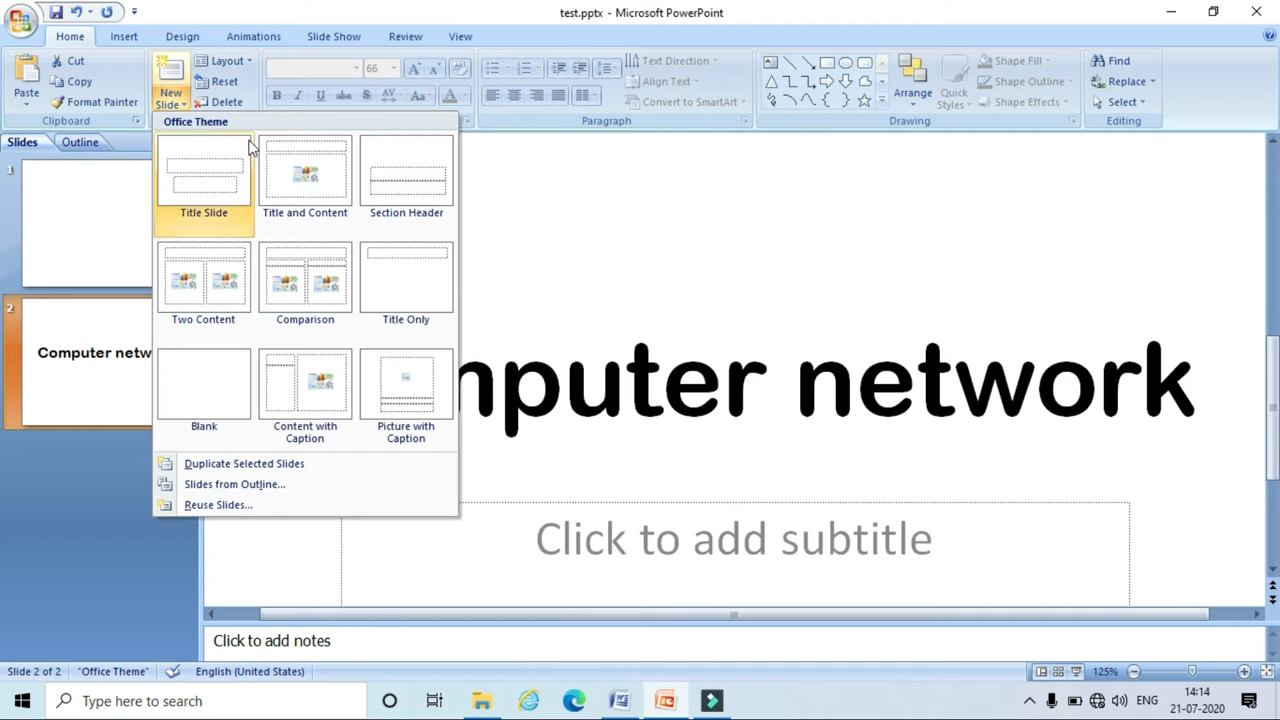 test.pptx - Microsoft PowerPoint
Home Insert Design Animations Slide Show Review View
Paste
Cut
Copy
Format Painter
Clipboard
New Slide
Layout
Reset
Delete
66
B I U abe S AV Aa A
Text Direction
Align Text
Convert to SmartArt
Paragraph
Arrange
Quick Styles
Shape Fill
Shape Outline
Shape Effects
Drawing
Find
Replace
Select
Editing
Slides Outline
Office Theme
Title Slide Title and Content Section Header
Two Content Comparison Title Only
Blank Content with Caption Picture with Caption
Duplicate Selected Slides
Slides from Outline...
Reuse Slides...
1
2
Computer netw
mputer network
Click to add subtitle
Click to add notes
Slide 2 of 2 "Office Theme" English (United States) 125%
Type here to search
ENG
14:14
21-07-2020